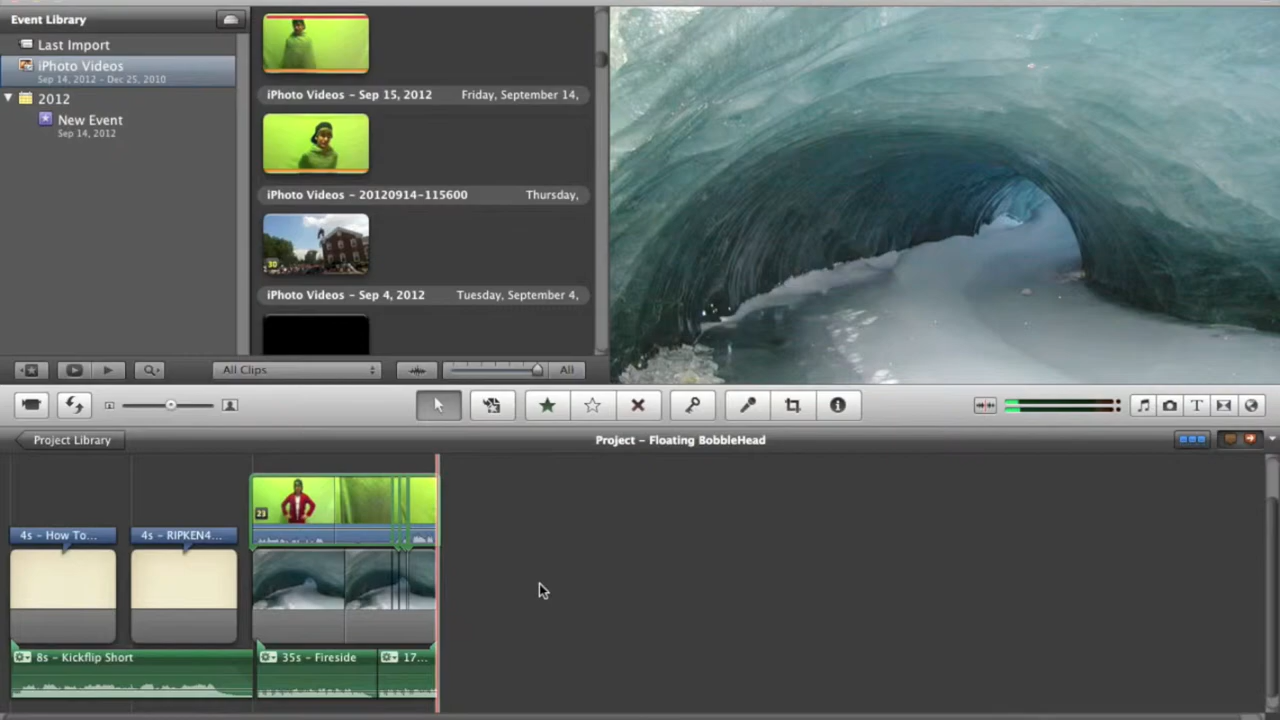 Event Library
Last Import
iPhoto Videos
Sep 14, 2012 – Dec 25, 2010
2012
New Event
Sep 14, 2012
iPhoto Videos – Sep 15, 2012 Friday, September 14,
iPhoto Videos – 20120914-115600 Thursday,
30
iPhoto Videos – Sep 4, 2012 Tuesday, September 4,
All Clips
All
Project Library
Project – Floating BobbleHead
23
4s – How To...
4s – RIPKEN4...
8s – Kickflip Short
35s – Fireside
17...